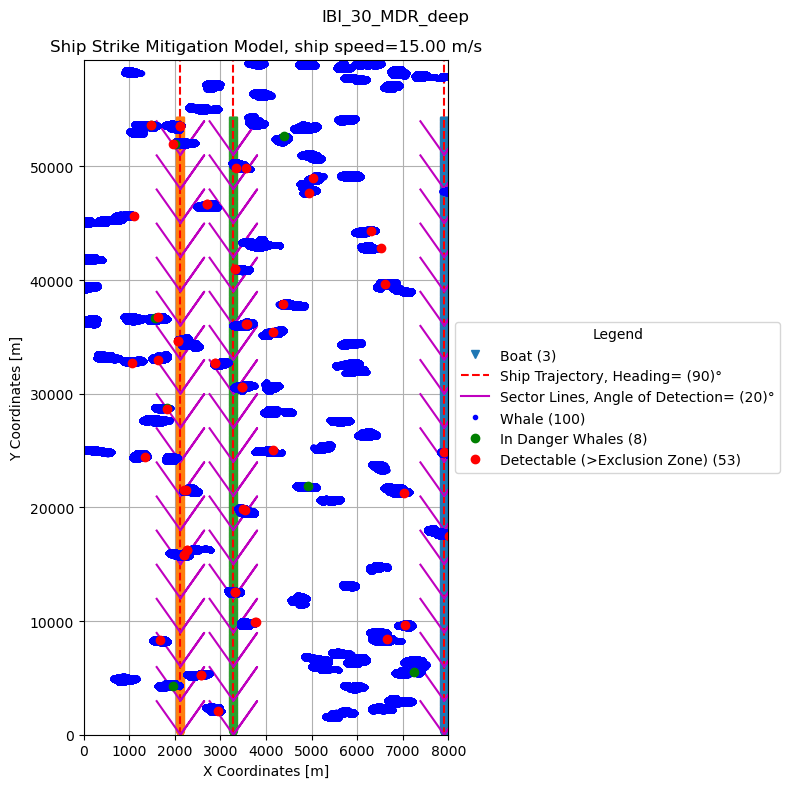 IBI_30_MDR_deep
Ship Strike Mitigation Model, ship speed=15.00 m/s
Y Coordinates [m]
50000
40000
30000
20000
10000
0
0 1000 2000 3000 4000 5000 6000 7000 8000
X Coordinates [m]
Legend
Boat (3)
Ship Trajectory, Heading= (90)°
Sector Lines, Angle of Detection= (20)°
Whale (100)
In Danger Whales (8)
Detectable (>Exclusion Zone) (53)